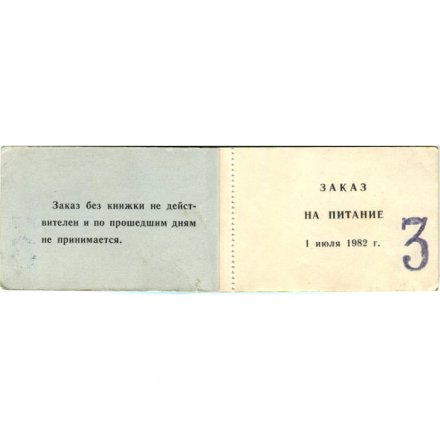 Заказ без книжки не дейст-
вителен и по прошедшим дням
не принимается.
ЗАКАЗ
НА ПИТАНИЕ
1 июля 1982 г.
3